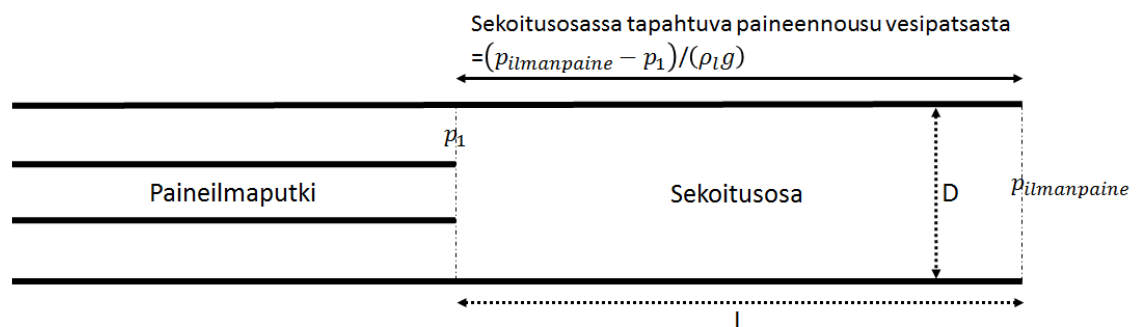 Sekoitusosassa tapahtuva paineennousu vesipatsasta
=(p_ilmanpaine − p_1)/(ρ_l g)
p_1
Paineilmaputki
Sekoitusosa
D
p_ilmanpaine
l